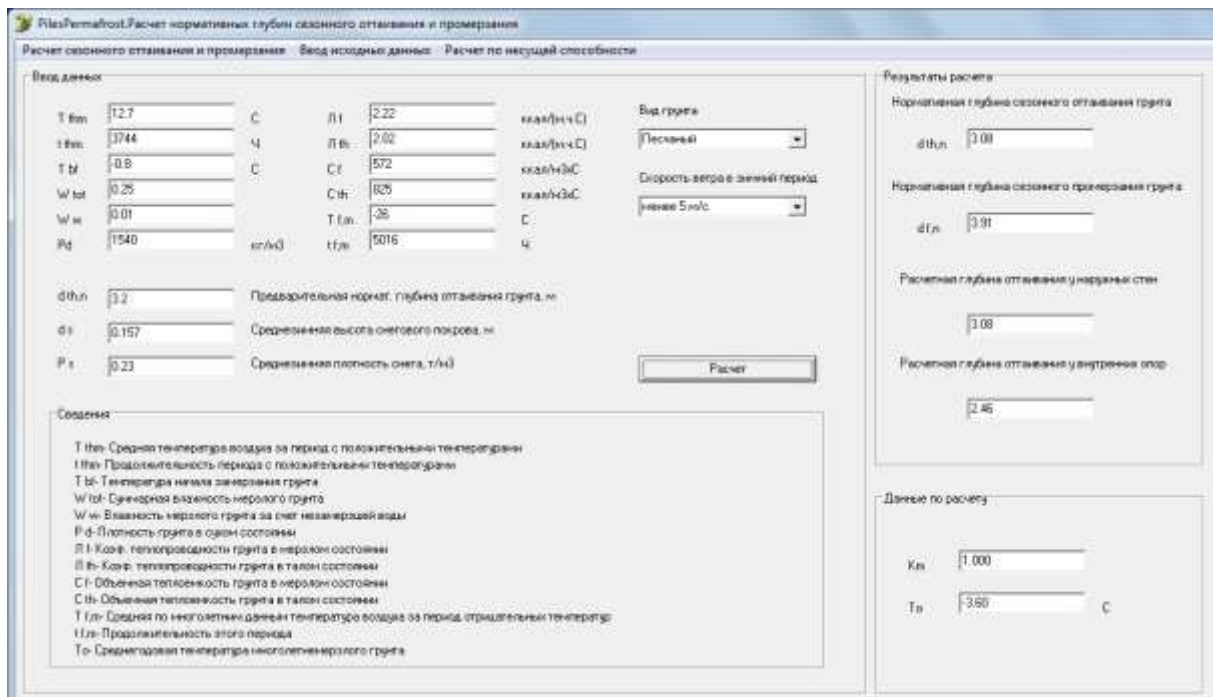 PilesPermafrost.Расчет нормативных глубин сезонного оттаивания и промерзания
Расчет сезонного оттаивания и промерзания Ввод исходных данных Расчет по несущей способности
Ввод данных
T thm 12.7 C
t thm 3744 Ч
T bf -0.8 C
W tot 0.25
W w 0.01
Pd 1540 кг/м3
Л f 2.22 ккал/(м.ч.С)
Л th 2.02 ккал/(м.ч.С)
C f 572 ккал/м3хС
C th 825 ккал/м3хС
T f,m -26 C
t f,m 5016 Ч
Вид грунта
Песчаный
Скорость ветра в зимний период
менее 5 м/с.
d th,n 3.2 Предварительная нормат. глубина оттаивания грунта, м
d s 0.157 Среднезимняя высота снегового покрова, м
P s 0.23 Среднезимняя плотность снега, т/м3
Расчет
Сведения
T thm- Средняя температура воздуха за период с положительными температурами
t thm- Продолжительность периода с положительными температурами
T bf- Температура начала замерзания грунта
W tot- Суммарная влажность мерзлого грунта
W w- Влажность мерзлого грунта за счет незамерзшей воды
P d- Плотность грунта в сухом состоянии
Л f- Коэф. теплопроводности грунта в мерзлом состоянии
Л th- Коэф. теплопроводности грунта в талом состоянии
C f- Объемная теплоемкость грунта в мерзлом состоянии
C th- Объемная теплоемкость грунта в талом состоянии
T f,m- Средняя по многолетним данным температура воздуха за период отрицательных температур
t f,m- Продолжительность этого периода
To- Среднегодовая температура многолетнемерзлого грунта
Результаты расчета
Нормативная глубина сезонного оттаивания грунта
d th,n 3.08
Нормативная глубина сезонного промерзания грунта
d f,n 3.91
Расчетная глубина оттаивания у наружных стен
3.08
Расчетная глубина оттаивания у внутренних опор
2.46
Данные по расчету
Km 1.000
To -3.60 C